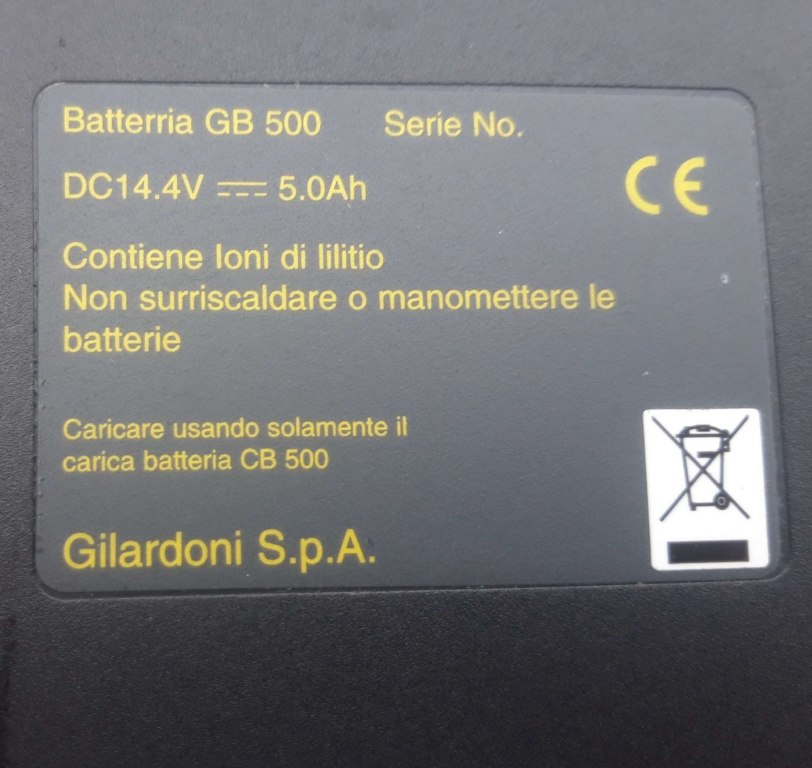 Batterria GB 500 Serie No.
DC14.4V ⎓ 5.0Ah
CE
Contiene Ioni di lilitio
Non surriscaldare o manomettere le
batterie
Caricare usando solamente il
carica batteria CB 500
Gilardoni S.p.A.